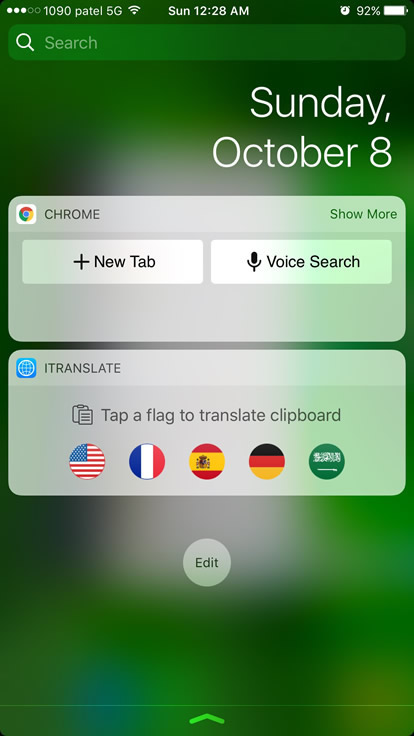 1090 patel 5G Sun 12:28 AM 92%
Search
Sunday,
October 8
CHROME Show More
New Tab Voice Search
ITRANSLATE
Tap a flag to translate clipboard
Edit